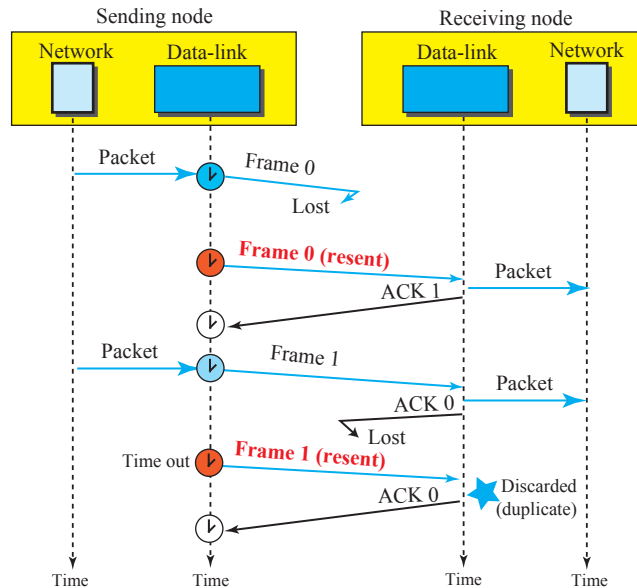 Sending node
Receiving node
Network
Data-link
Data-link
Network
Packet
Frame 0
Lost
Frame 0 (resent)
Packet
ACK 1
Packet
Frame 1
Packet
ACK 0
Lost
Time out
Frame 1 (resent)
Discarded
(duplicate)
ACK 0
Time
Time
Time
Time